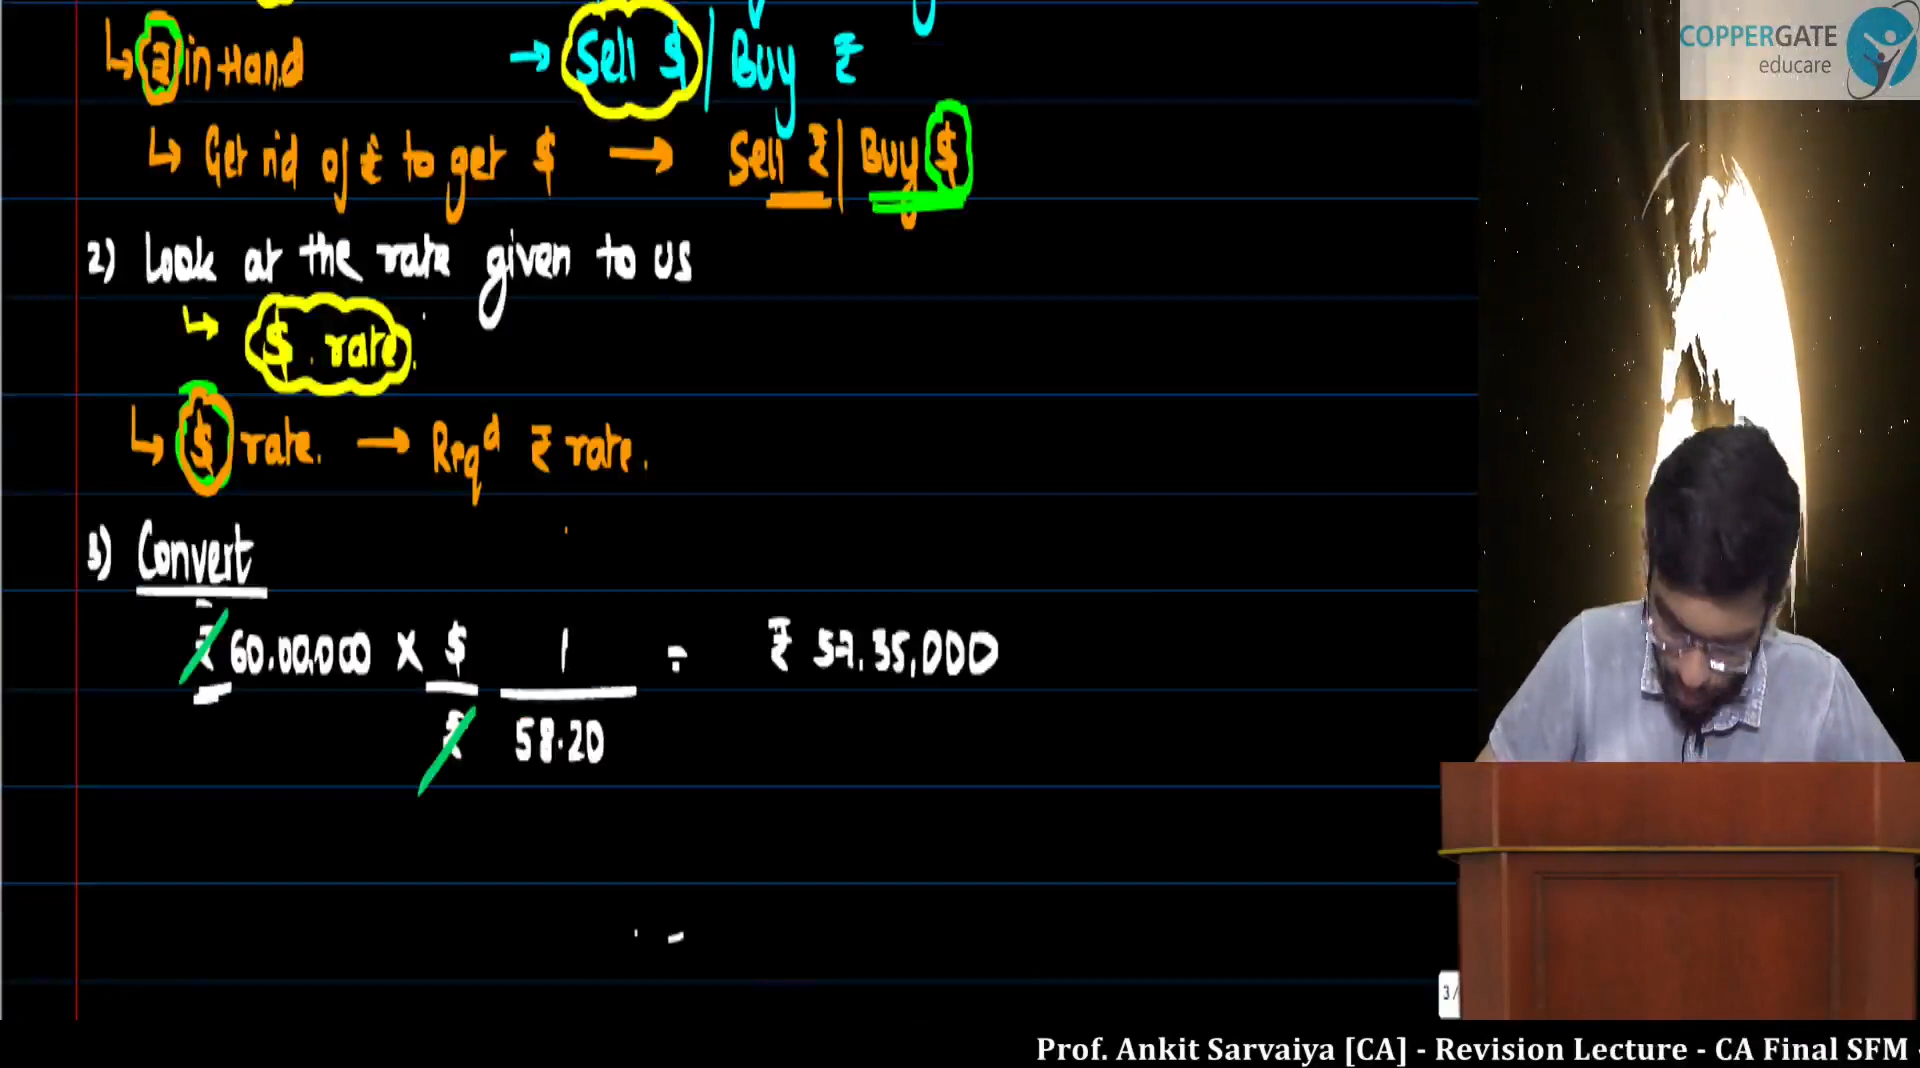 COPPERGATE
educare
↳ ₹ in Hand → Sell $ | Buy ₹
↳ Get rid of ₹ to get $ → Sell ₹ | Buy $
2) Look at the rate given to us
↳ $ rate.
↳ $ rate. → Reqd ₹ rate.
3) Convert
₹ 60.00,000 × $ 1 = ₹ 57.35,000
₹ 58.20
3/
Prof. Ankit Sarvaiya [CA] - Revision Lecture - CA Final SFM -